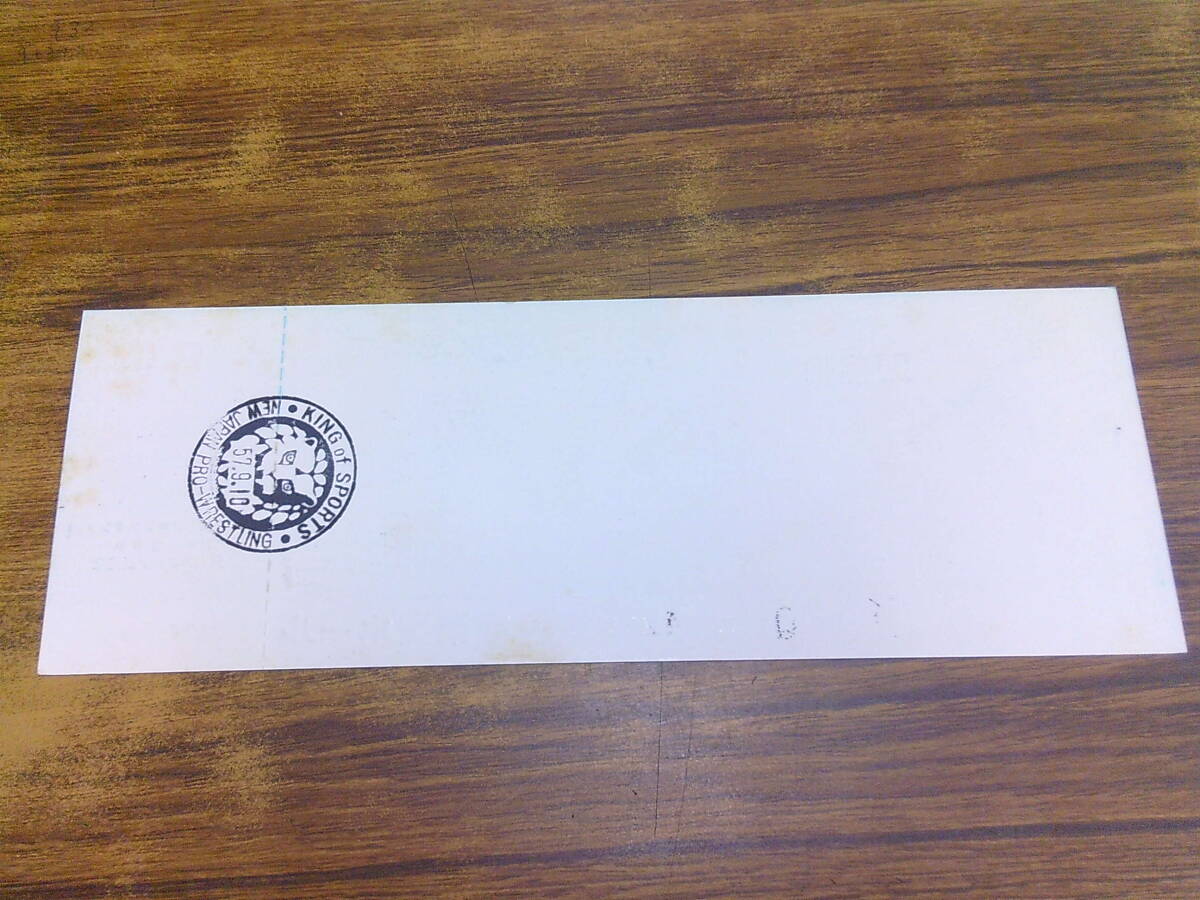 KING of SPORTS
NEW JAPAN PRO-WRESTLING
57.9.10